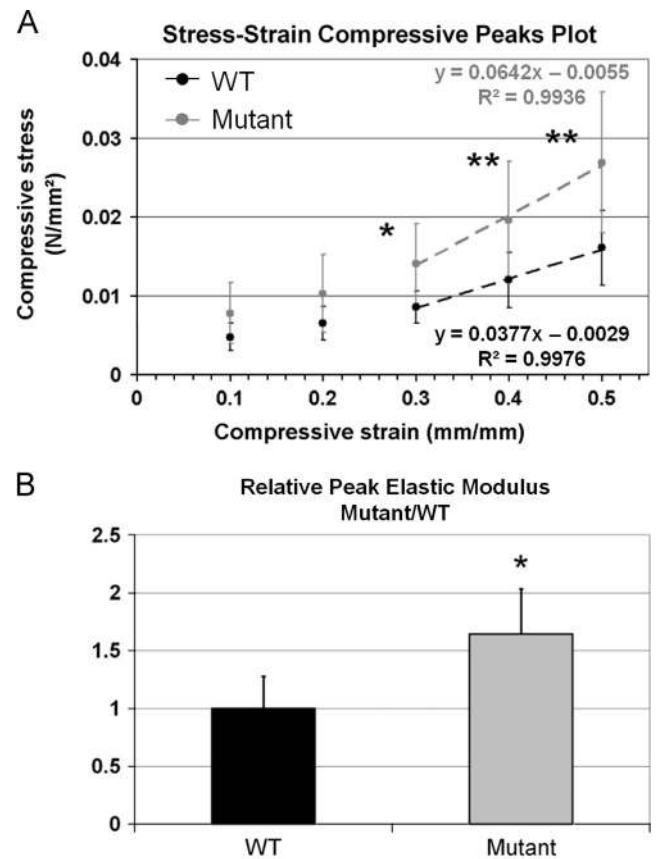 A
Stress-Strain Compressive Peaks Plot
Compressive stress
(N/mm²)
0.04
0.03
0.02
0.01
0
WT
Mutant
y = 0.0642x – 0.0055
R² = 0.9936
*
**
**
y = 0.0377x – 0.0029
R² = 0.9976
0 0.1 0.2 0.3 0.4 0.5
Compressive strain (mm/mm)
B
Relative Peak Elastic Modulus
Mutant/WT
2.5
2
1.5
1
0.5
0
*
WT Mutant